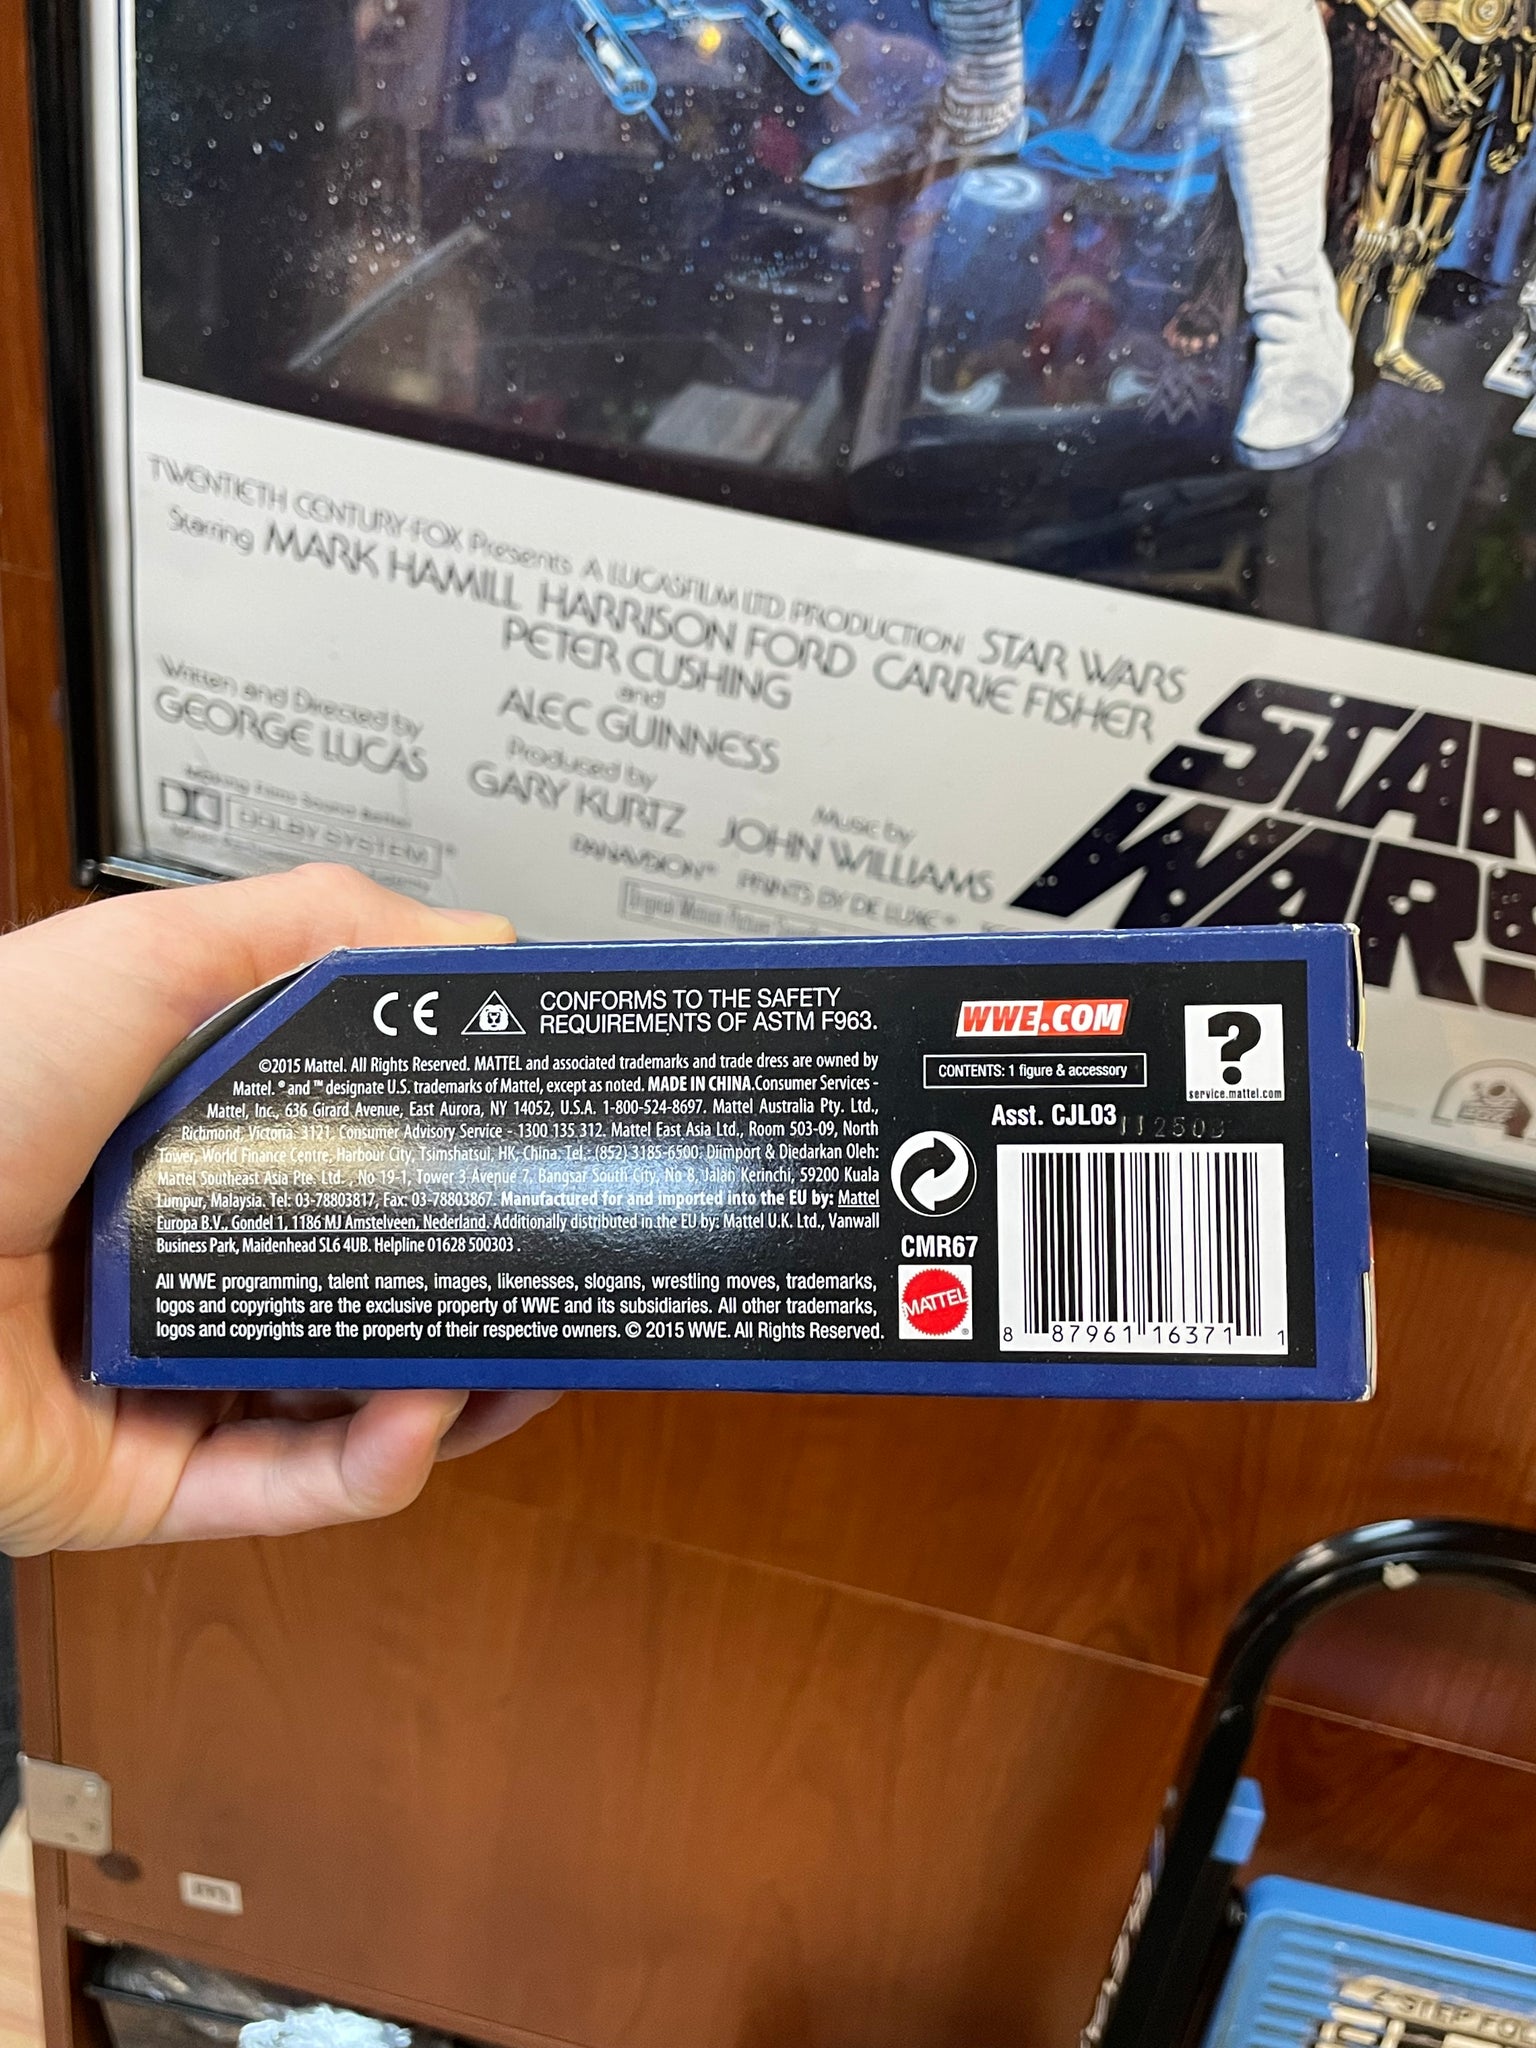 TWENTIETH CENTURY-FOX Presents A LUCASFILM LTD PRODUCTION STAR WARS
Starring MARK HAMILL HARRISON FORD CARRIE FISHER
PETER CUSHING
and
ALEC GUINNESS
Written and Directed by
GEORGE LUCAS
Produced by
GARY KURTZ
Music by
JOHN WILLIAMS
PANAVISION® PRINTS BY DE LUXE®
Making Films Sound Better
DOLBY SYSTEM®
Original Motion Picture
STAR
WARS
CE
CONFORMS TO THE SAFETY
REQUIREMENTS OF ASTM F963.
©2015 Mattel. All Rights Reserved. MATTEL and associated trademarks and trade dress are owned by
Mattel. ® and ™ designate U.S. trademarks of Mattel, except as noted. MADE IN CHINA.Consumer Services -
Mattel, Inc., 636 Girard Avenue, East Aurora, NY 14052, U.S.A. 1-800-524-8697. Mattel Australia Pty. Ltd.,
Richmond, Victoria. 3121. Consumer Advisory Service - 1300 135 312. Mattel East Asia Ltd., Room 503-09, North
Tower, World Finance Centre, Harbour City, Tsimshatsui, HK, China. Tel.: (852) 3185-6500. Diimport & Diedarkan Oleh:
Mattel Southeast Asia Pte. Ltd., No 19-1, Tower 3 Avenue 7, Bangsar South City, No 8, Jalan Kerinchi, 59200 Kuala
Lumpur, Malaysia. Tel: 03-78803817, Fax: 03-78803867. Manufactured for and imported into the EU by: Mattel
Europa B.V., Gondel 1, 1186 MJ Amstelveen, Nederland. Additionally distributed in the EU by: Mattel U.K. Ltd., Vanwall
Business Park, Maidenhead SL6 4UB. Helpline 01628 500303 .
All WWE programming, talent names, images, likenesses, slogans, wrestling moves, trademarks,
logos and copyrights are the exclusive property of WWE and its subsidiaries. All other trademarks,
logos and copyrights are the property of their respective owners. © 2015 WWE. All Rights Reserved.
WWE.COM
CONTENTS: 1 figure & accessory
?
service.mattel.com
Asst. CJL03
CMR67
MATTEL®
8 87961 16371 1
2-STEP FOL